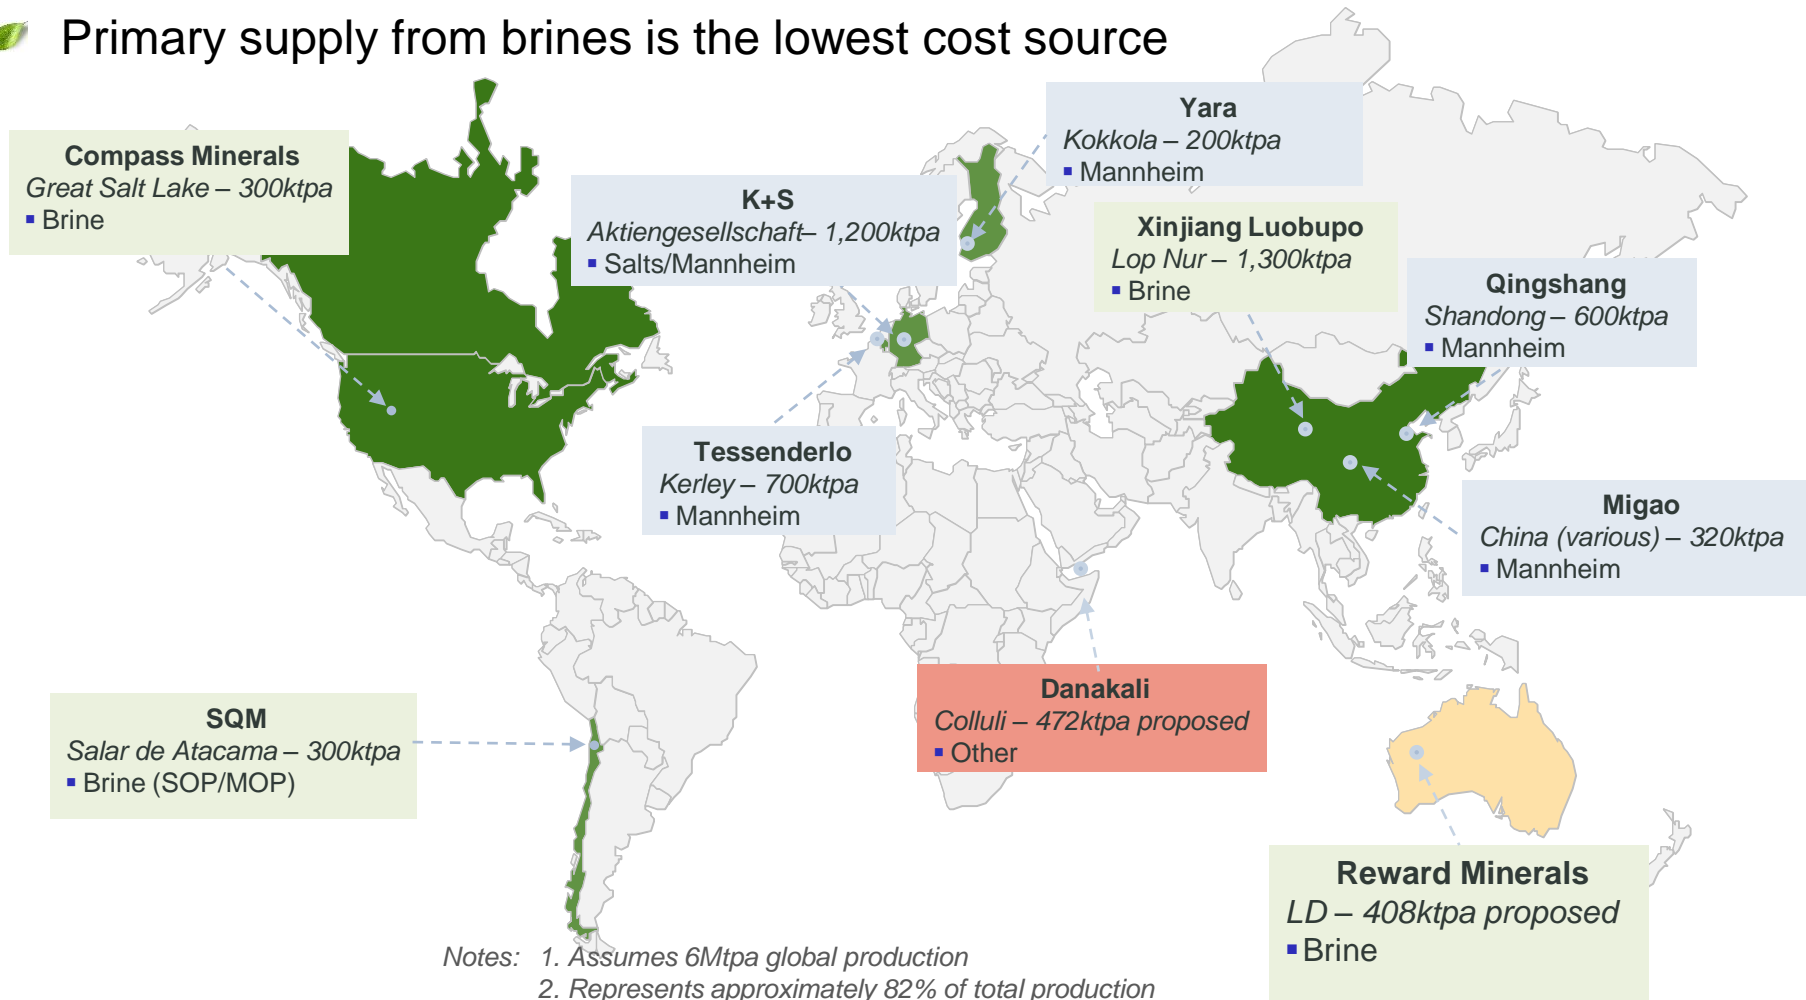 Primary supply from brines is the lowest cost source
Compass Minerals
Great Salt Lake – 300ktpa
▪ Brine
K+S
Aktiengesellschaft– 1,200ktpa
▪ Salts/Mannheim
Yara
Kokkola – 200ktpa
▪ Mannheim
Xinjiang Luobupo
Lop Nur – 1,300ktpa
▪ Brine
Qingshang
Shandong – 600ktpa
▪ Mannheim
Tessenderlo
Kerley – 700ktpa
▪ Mannheim
Migao
China (various) – 320ktpa
▪ Mannheim
SQM
Salar de Atacama – 300ktpa
▪ Brine (SOP/MOP)
Danakali
Colluli – 472ktpa proposed
▪ Other
Reward Minerals
LD – 408ktpa proposed
▪ Brine
Notes: 1. Assumes 6Mtpa global production
2. Represents approximately 82% of total production